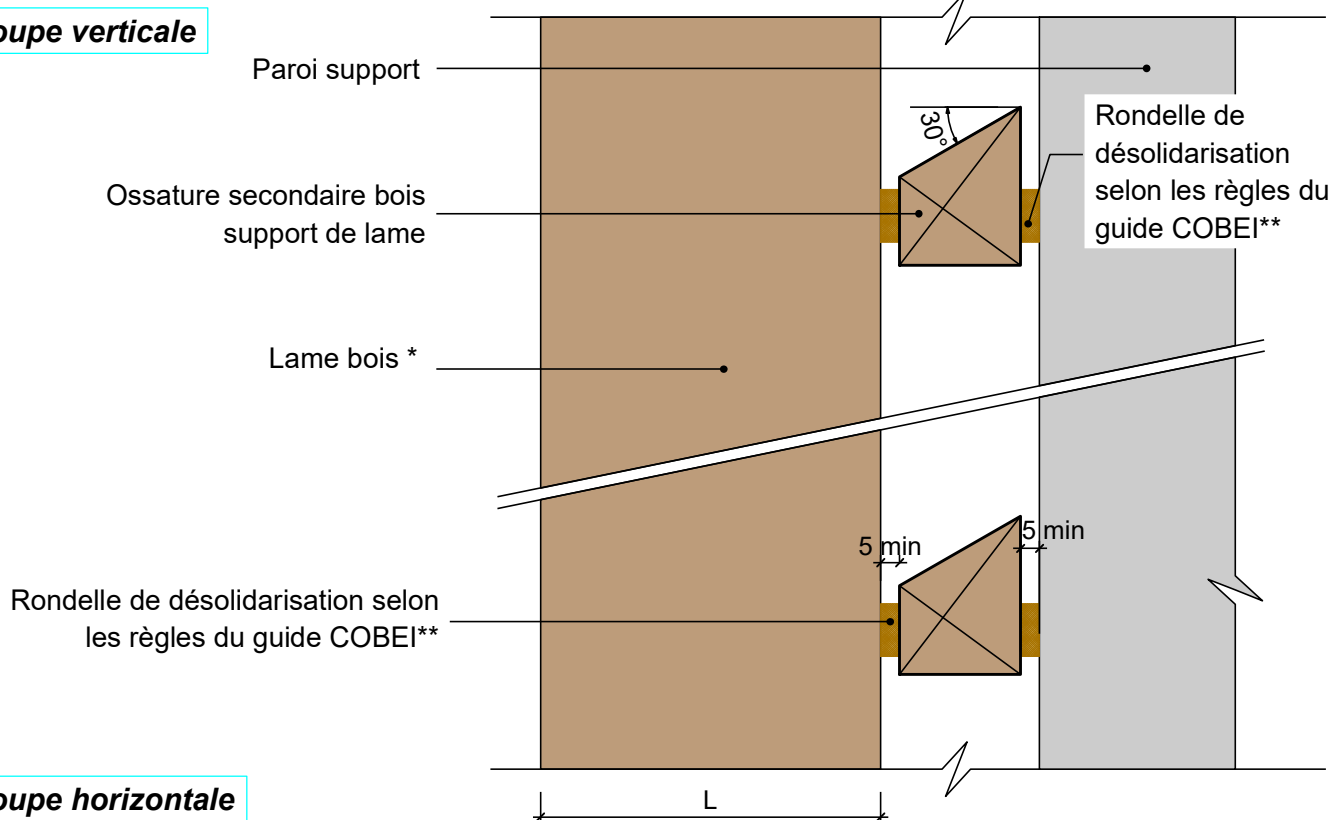 oupe verticale
Paroi support
30°
Rondelle de
désolidarisation
selon les règles du
guide COBEI**
Ossature secondaire bois
support de lame
Lame bois *
5 min
5 min
Rondelle de désolidarisation selon
les règles du guide COBEI**
oupe horizontale
L